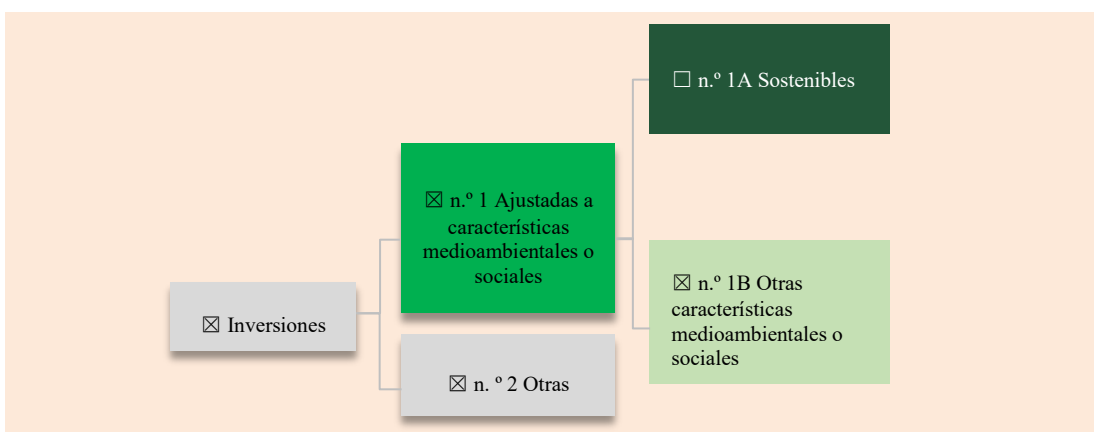 ☐ n.º 1A Sostenibles
☒ n.º 1 Ajustadas a
características
medioambientales o
sociales
☒ n.º 1B Otras
características
medioambientales o
sociales
☒ Inversiones
☒ n. º 2 Otras